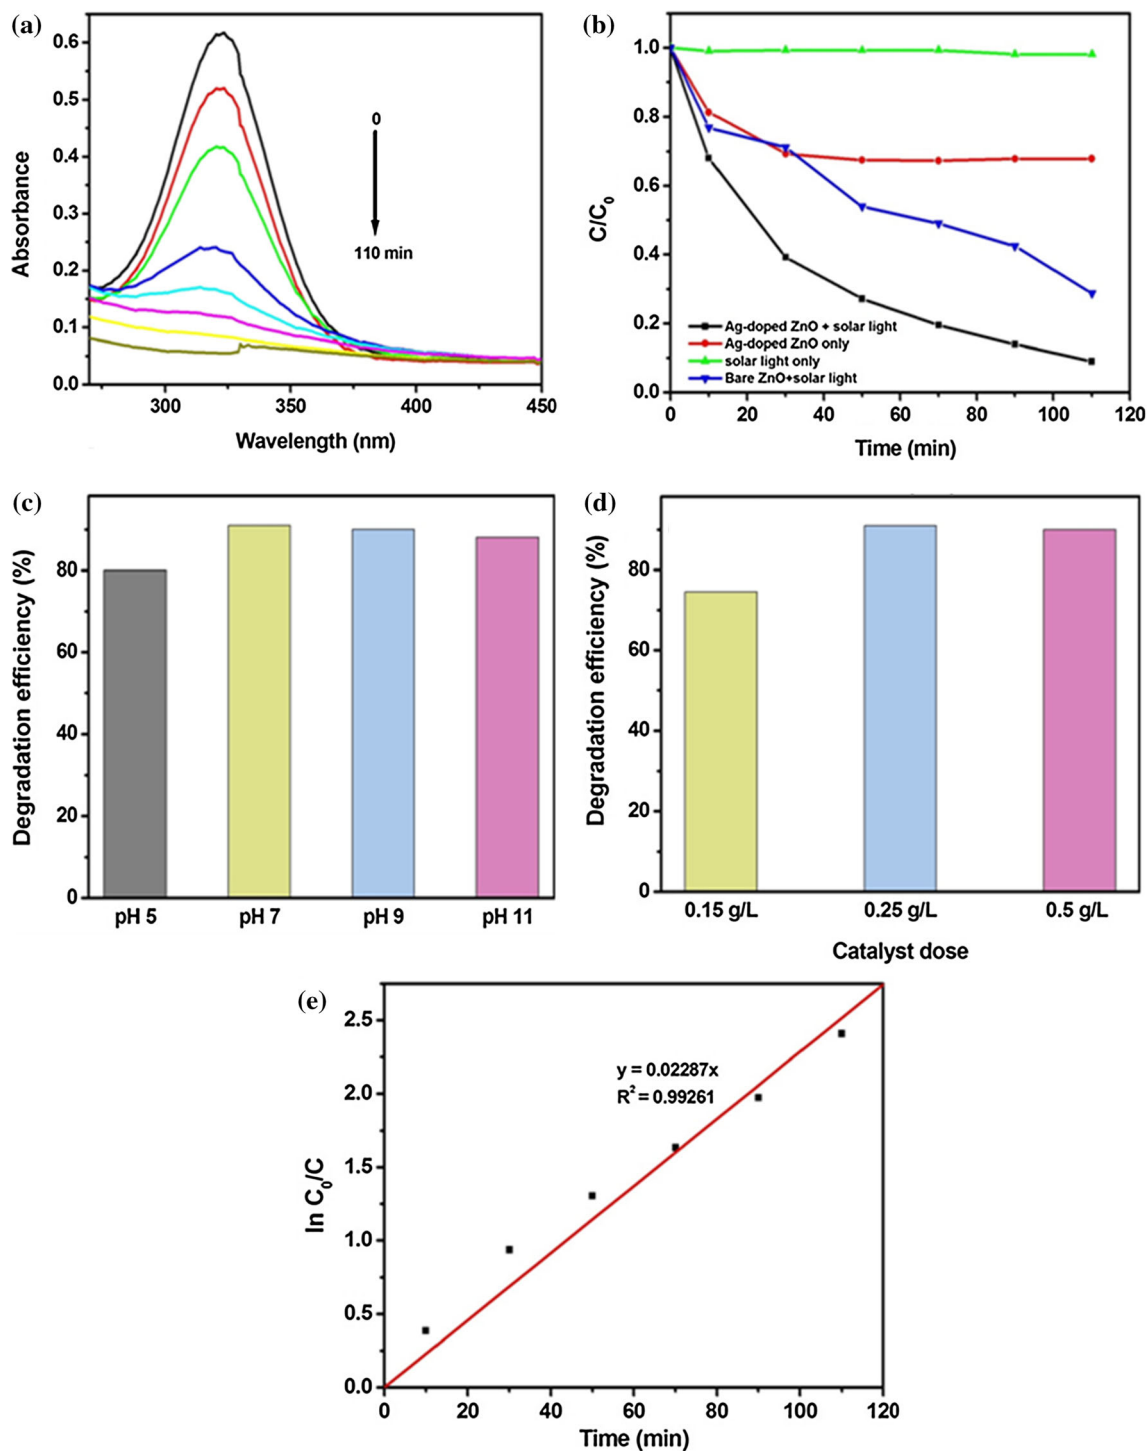 (a)
0.6
0.5
0.4
0.3
0.2
0.1
0.0
Absorbance
0
110 min
300 350 400 450
Wavelength (nm)
(b)
1.0
0.8
0.6
0.4
0.2
0.0
C/C₀
Ag-doped ZnO + solar light
Ag-doped ZnO only
solar light only
Bare ZnO+solar light
0 20 40 60 80 100 120
Time (min)
(c)
80
60
40
20
0
Degradation efficiency (%)
pH 5 pH 7 pH 9 pH 11
(d)
80
60
40
20
0
Degradation efficiency (%)
0.15 g/L 0.25 g/L 0.5 g/L
Catalyst dose
(e)
2.5
2.0
1.5
1.0
0.5
0.0
ln C₀/C
y = 0.02287x
R² = 0.99261
0 20 40 60 80 100 120
Time (min)